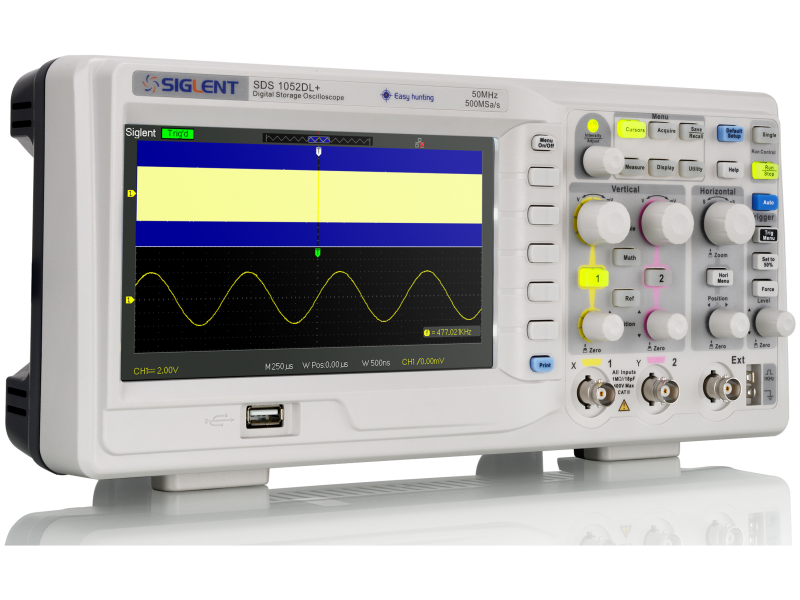 SIGLENT
SDS 1052DL+
Digital Storage Oscilloscope
Easy hunting
50MHz
500MSa/s
Siglent
Trig'd
1
1
= 477.021KHz
CH1 2.00V
M 250µs
W Pos:0.00µs
W 500ns
CH1 /0.00mV
Menu
On/Off
Print
Intensity
Adjust
Menu
Cursors
Acquire
Save
Recall
Measure
Display
Utility
Default
Setup
Help
Single
Run Control
Run
Stop
Auto
Trigger
Trig
Menu
Set to
50%
Force
Level
Zero
Vertical
Math
1
2
Ref
Zero
Zero
Horizontal
Zoom
Hori
Menu
Position
Zero
X
1
Y
2
Ext
All Inputs
400V Max
CAT II
1KHz